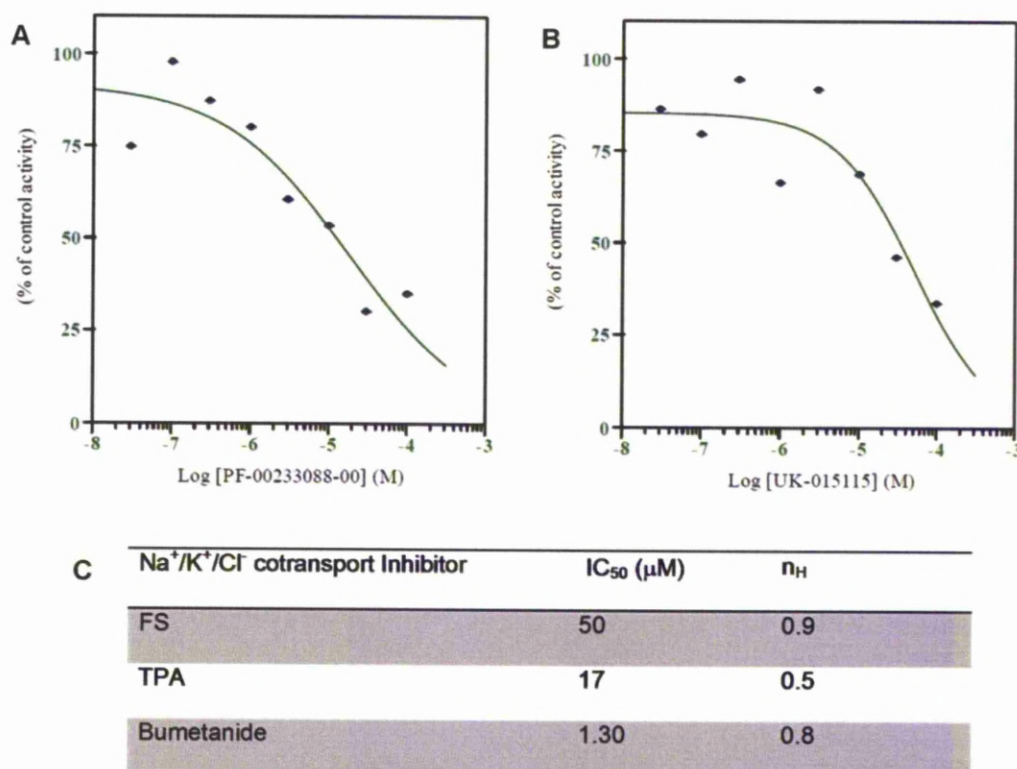 A
(% of control activity)
100
75
50
25
0
-8 -7 -6 -5 -4 -3
Log [PF-00233088-00] (M)
B
(% of control activity)
100
75
50
25
0
-8 -7 -6 -5 -4 -3
Log [UK-015115] (M)
C
Na⁺/K⁺/Cl⁻ cotransport Inhibitor IC₅₀ (μM) n_H
FS 50 0.9
TPA 17 0.5
Bumetanide 1.30 0.8